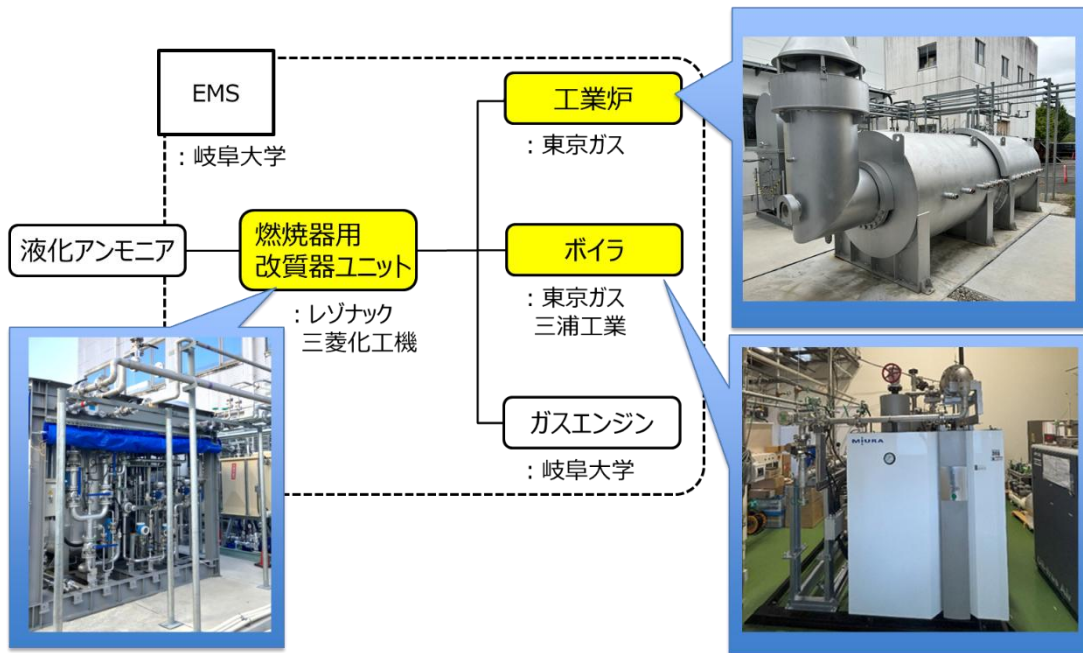 EMS
：岐阜大学
液化アンモニア
燃焼器用
改質器ユニット
：レゾナック
三菱化工機
工業炉
：東京ガス
ボイラ
：東京ガス
三浦工業
ガスエンジン
：岐阜大学
MIURA